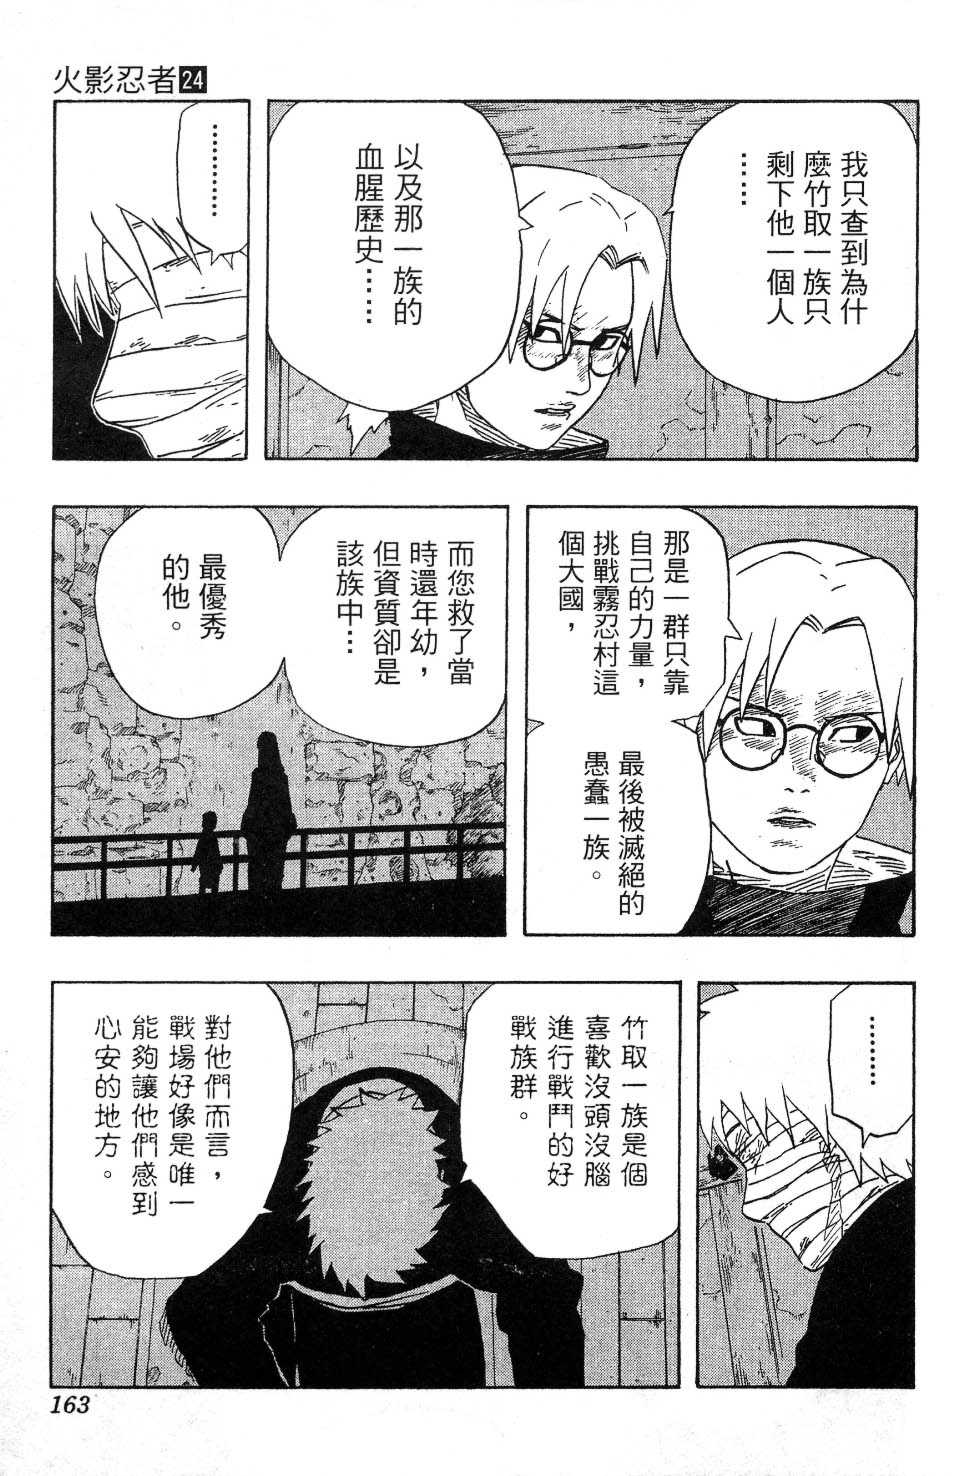 火影忍者24
我只查到為什
麼竹取一族只
剩下他一個人
……
以及那一族的
血腥歷史……
………
那是一群只靠
自己的力量，
挑戰霧忍村這
個大國，
最後被滅絕的
愚蠢一族。
而您救了當
時還年幼，
但資質卻是
該族中…
最優秀
的他。
………
竹取一族是個
喜歡沒頭沒腦
進行戰鬥的好
戰族群。
對他們而言，
戰場好像是唯一
能夠讓他們感到
心安的地方。
163